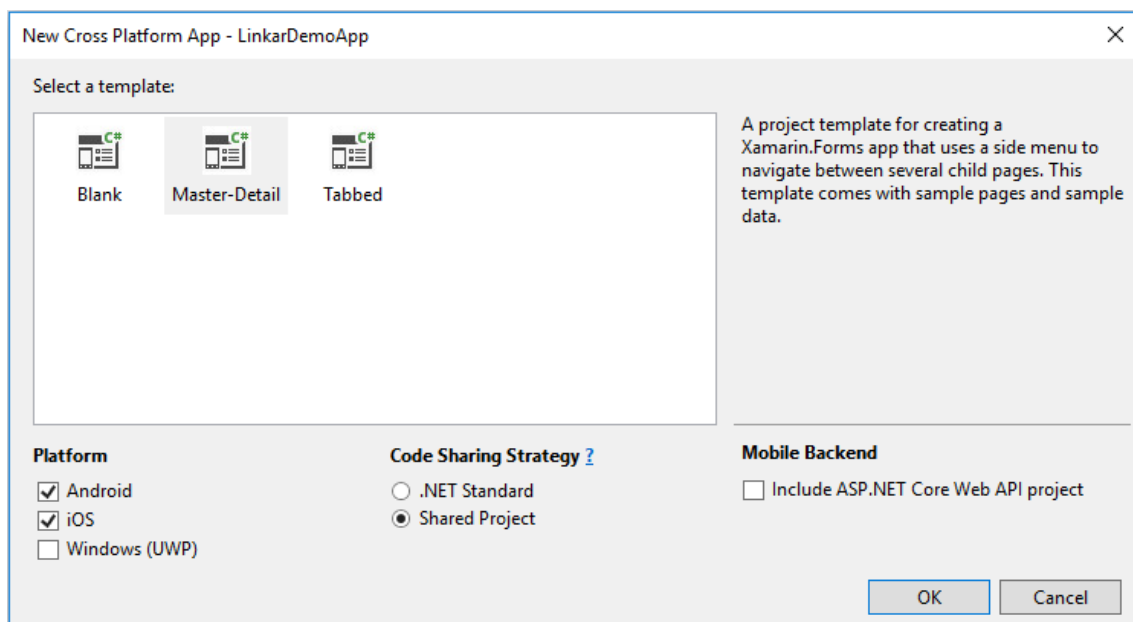 New Cross Platform App - LinkarDemoApp
Select a template:
C# C# C#
Blank Master-Detail Tabbed
A project template for creating a
Xamarin.Forms app that uses a side menu to
navigate between several child pages. This
template comes with sample pages and sample
data.
Platform
Android
iOS
Windows (UWP)
Code Sharing Strategy ?
.NET Standard
Shared Project
Mobile Backend
Include ASP.NET Core Web API project
OK Cancel